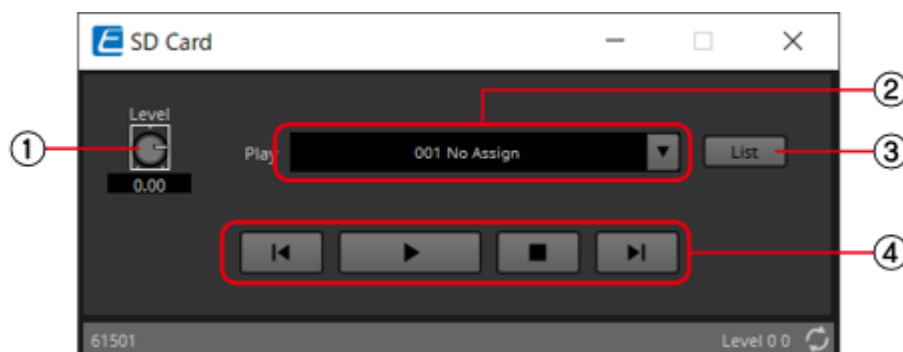 SD Card
Level
0.00
Play
001 No Assign
List
61501
Level 0 0
1
2
3
4